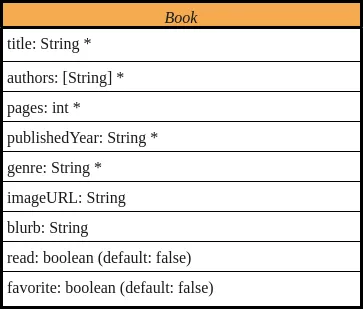 Book
title: String *
authors: [String] *
pages: int *
publishedYear: String *
genre: String *
imageURL: String
blurb: String
read: boolean (default: false)
favorite: boolean (default: false)